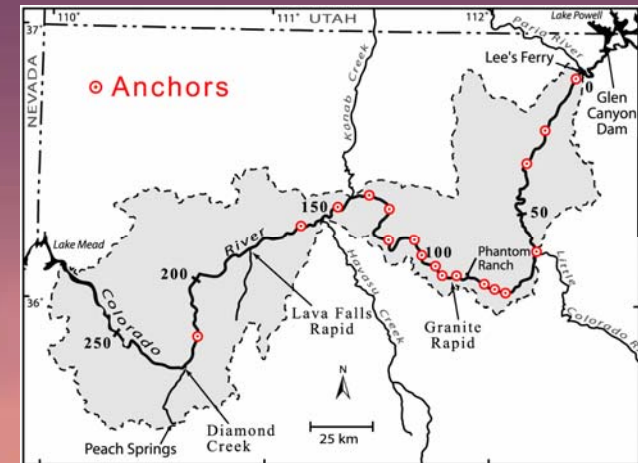 110°
111°
112°
UTAH
37°
NEVADA
Anchors
Kanab Creek
Paria River
Lake Powell
Lee's Ferry
0
Glen
Canyon
Dam
50
150
100
Phantom
Ranch
River
Lake Mead
Colorado
200
36°
250
Lava Falls
Rapid
Havasu Creek
Granite
Rapid
Little
Colorado R
N
25 km
Diamond
Creek
Peach Springs